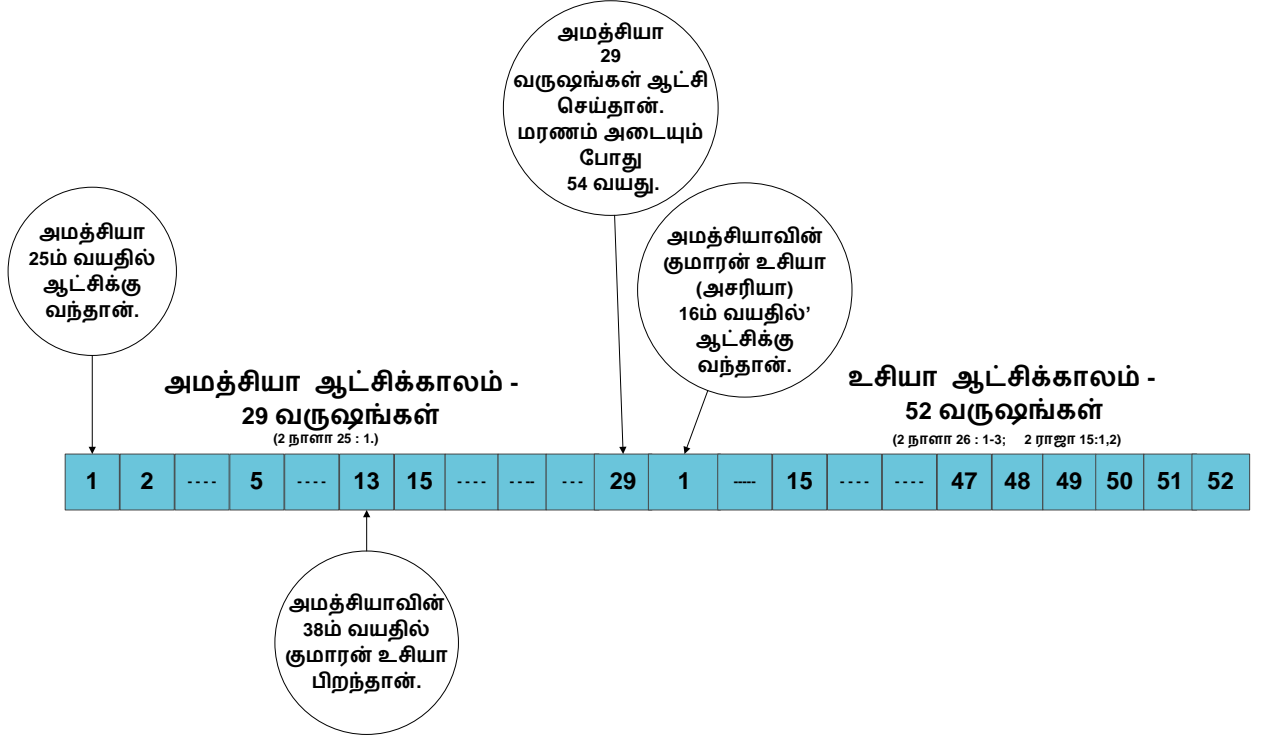 அமத்சியா
29
வருஷங்கள் ஆட்சி
செய்தான்.
மரணம் அடையும்
போது
54 வயது.
அமத்சியா
25ம் வயதில்
ஆட்சிக்கு
வந்தான்.
அமத்சியாவின்
குமாரன் உசியா
(அசரியா)
16ம் வயதில்’
ஆட்சிக்கு
வந்தான்.
அமத்சியா ஆட்சிக்காலம் -
29 வருஷங்கள்
(2 நாளா 25 : 1.)
உசியா ஆட்சிக்காலம் -
52 வருஷங்கள்
(2 நாளா 26 : 1-3; 2 ராஜா 15:1,2)
1 2 ---- 5 ---- 13 15 ---- ---- --- 29 1 ----- 15 ---- ---- 47 48 49 50 51 52
அமத்சியாவின்
38ம் வயதில்
குமாரன் உசியா
பிறந்தான்.